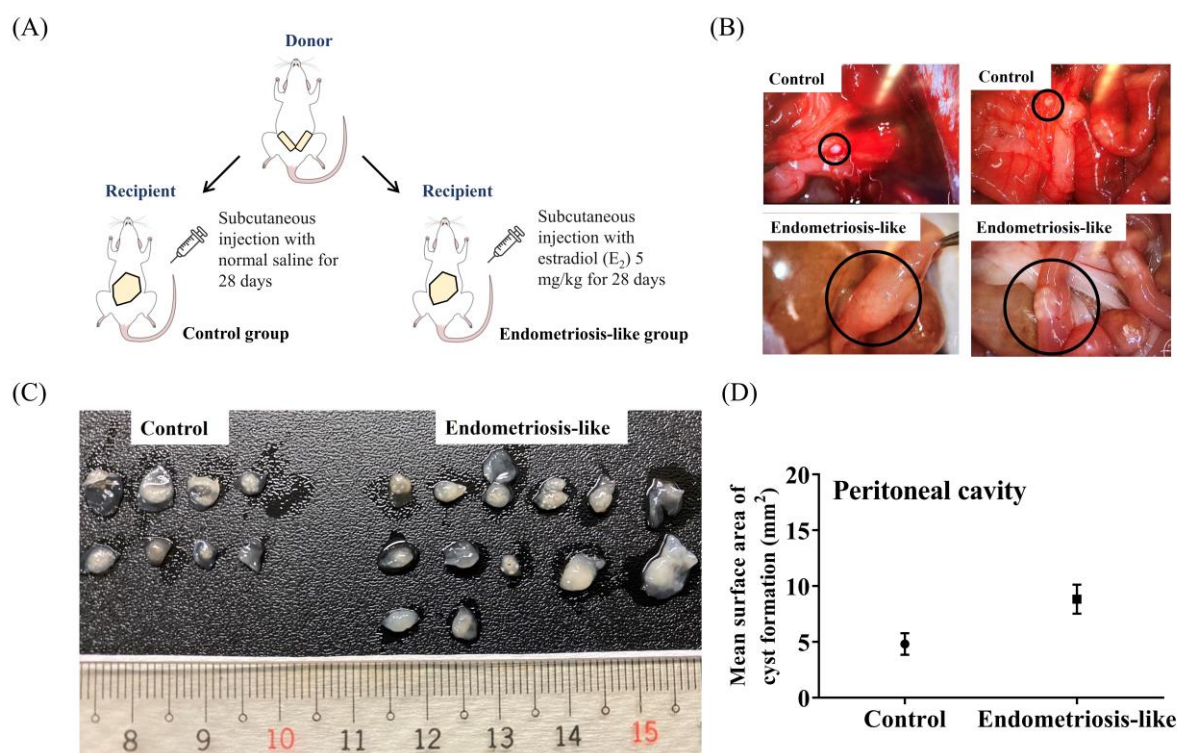 (A)
Donor
Recipient
Subcutaneous
injection with
normal saline for
28 days
Control group
Recipient
Subcutaneous
injection with
estradiol (E₂) 5
mg/kg for 28 days
Endometriosis-like group
(B)
Control
Control
Endometriosis-like
Endometriosis-like
(C)
Control
Endometriosis-like
8 9 10 11 12 13 14 15
(D)
Mean surface area of
cyst formation (mm²)
20
15
10
5
0
Peritoneal cavity
Control
Endometriosis-like